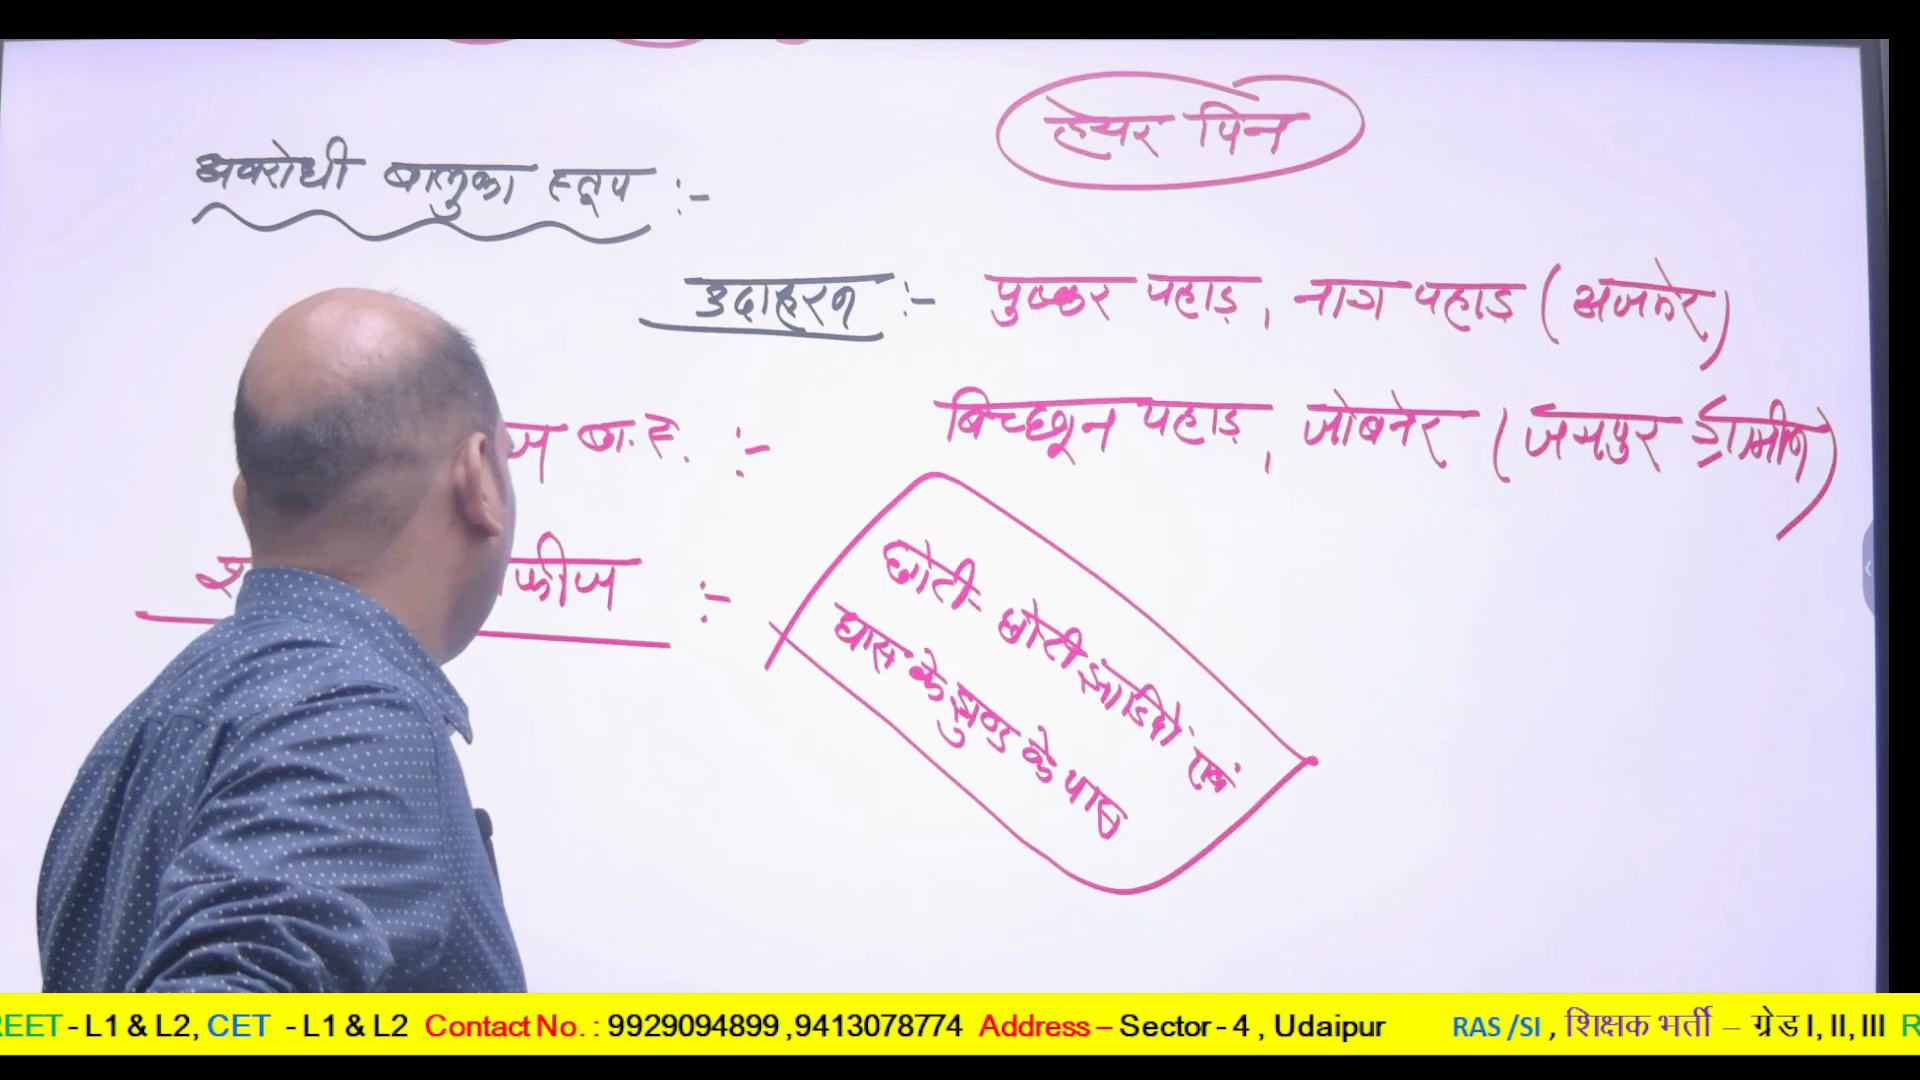 हेयर पिन
अवरोधी बालुका स्तूप :-
उदाहरन :- पुष्कर पहाड़, नाग पहाड़ (अजमेर)
बिच्छून पहाड़, जोबनेर (जयपुर ग्रामीण)
ज बा.स्. :-
फीज :-
छोटी- छोटी झाडियों एवं
घास के झुण्ड के पास
REET - L1 & L2, CET - L1 & L2 Contact No. : 9929094899 ,9413078774 Address – Sector - 4 , Udaipur RAS /SI , शिक्षक भर्ती – ग्रेड I, II, III R